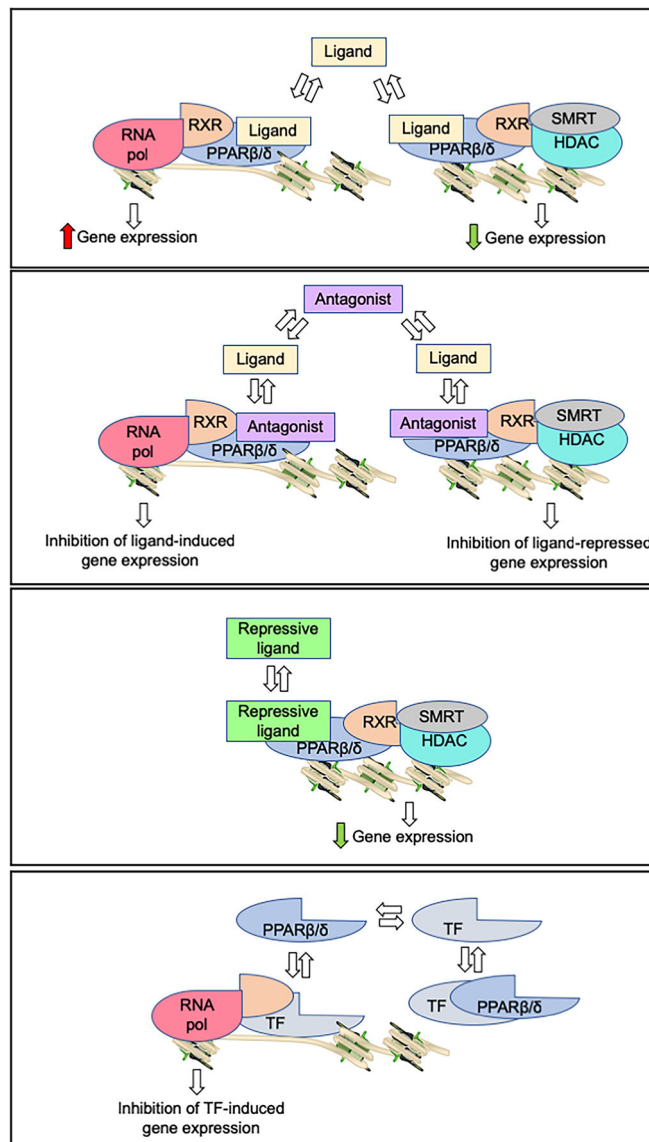 Ligand
RNA
pol
RXR
Ligand
PPARβ/δ
Ligand
PPARβ/δ
RXR
SMRT
HDAC
Gene expression
Gene expression
Antagonist
Ligand
Ligand
RNA
pol
RXR
Antagonist
PPARβ/δ
Antagonist
PPARβ/δ
RXR
SMRT
HDAC
Inhibition of ligand-induced
gene expression
Inhibition of ligand-repressed
gene expression
Repressive
ligand
Repressive
ligand
PPARβ/δ
RXR
SMRT
HDAC
Gene expression
PPARβ/δ
TF
RNA
pol
TF
TF
PPARβ/δ
Inhibition of TF-induced
gene expression